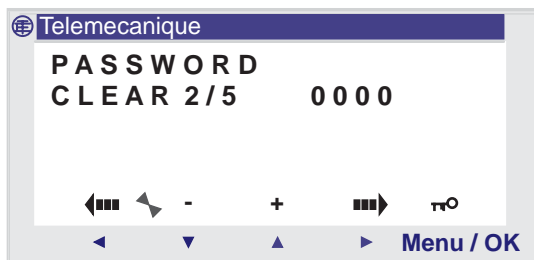 Telemecanique
PASSWORD
CLEAR 2/5 0000
- +
Menu / OK